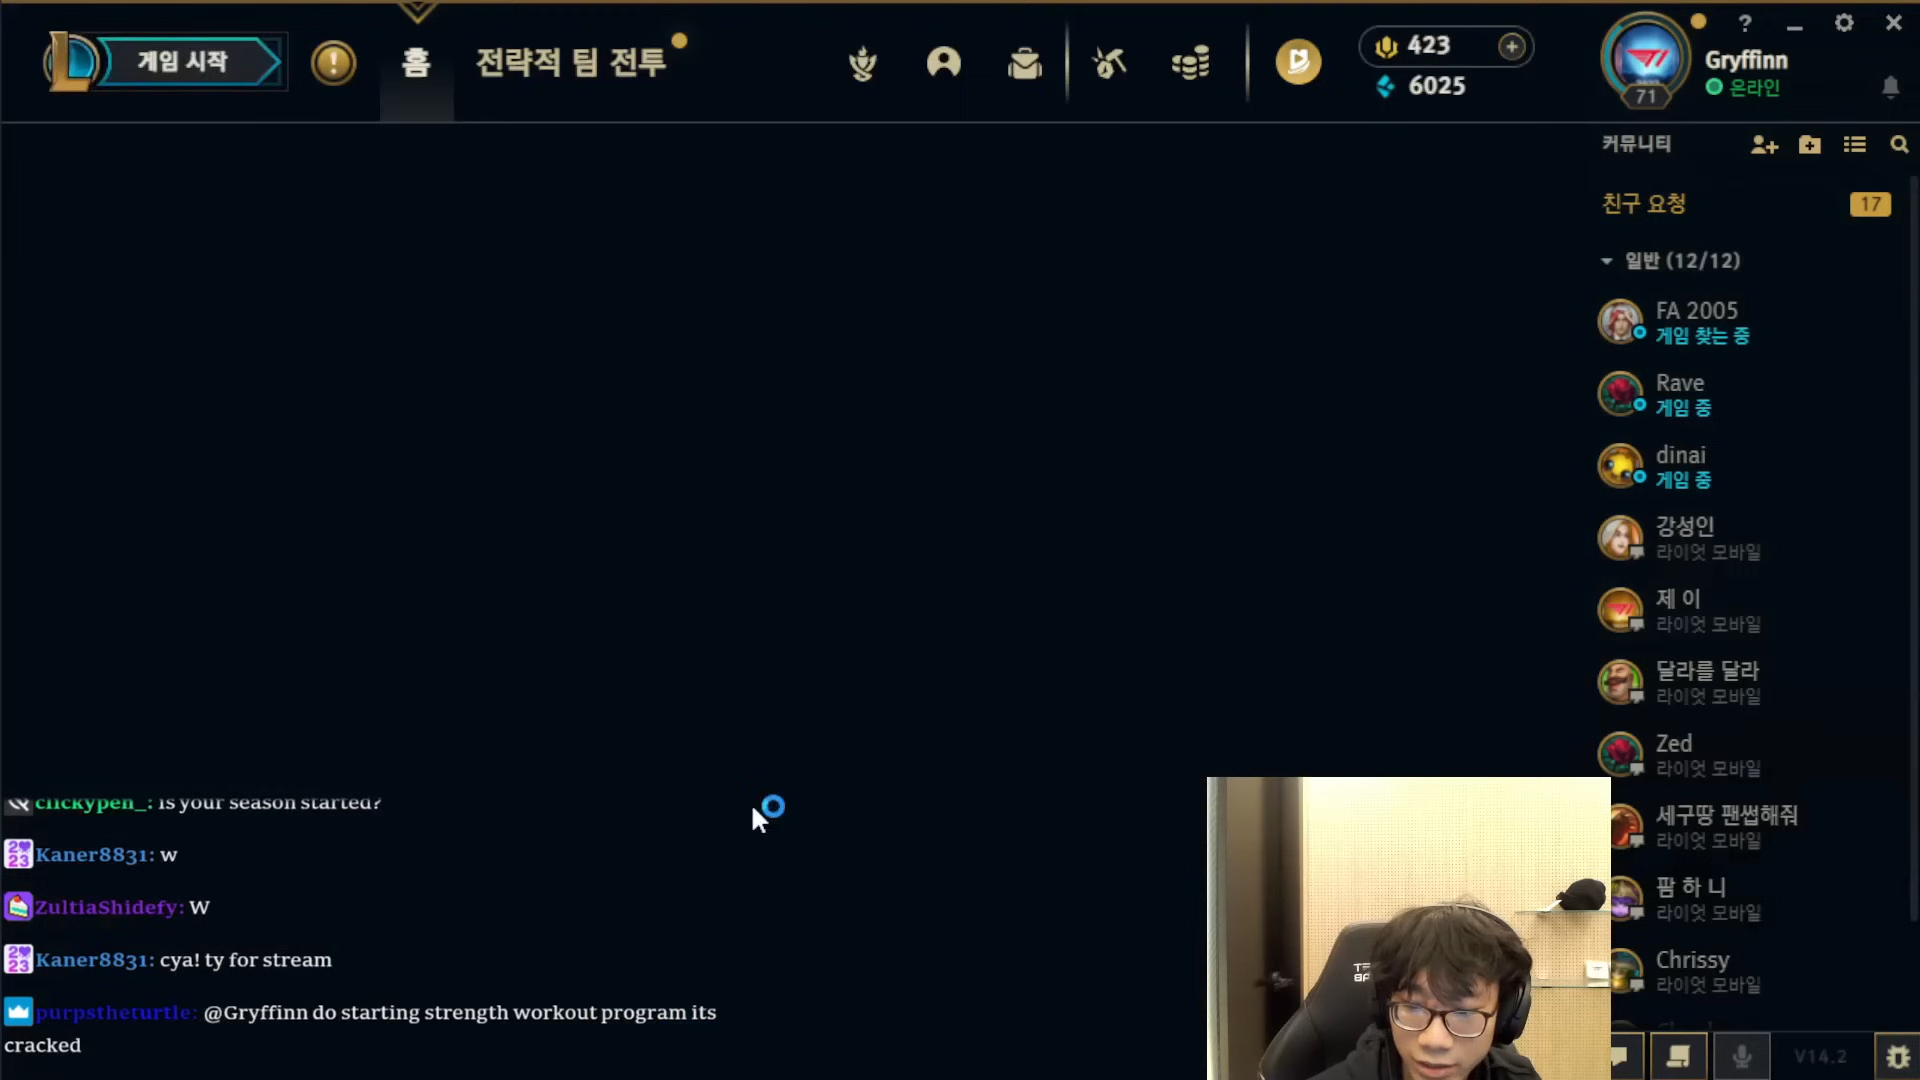 게임 시작
홈
전략적 팀 전투
423
6025
71
Gryffinn
온라인
커뮤니티
친구 요청
17
일반 (12/12)
FA 2005
게임 찾는 중
Rave
게임 중
dinai
게임 중
강성인
라이엇 모바일
제 이
라이엇 모바일
달라를 달라
라이엇 모바일
Zed
라이엇 모바일
세구땅 팬썹해줘
라이엇 모바일
팜 하 니
라이엇 모바일
Chrissy
라이엇 모바일
V14.2
clickypen_: is your season started?
Kaner8831: w
ZultiaShidefy: W
Kaner8831: cya! ty for stream
purpstheturtle: @Gryffinn do starting strength workout program its
cracked